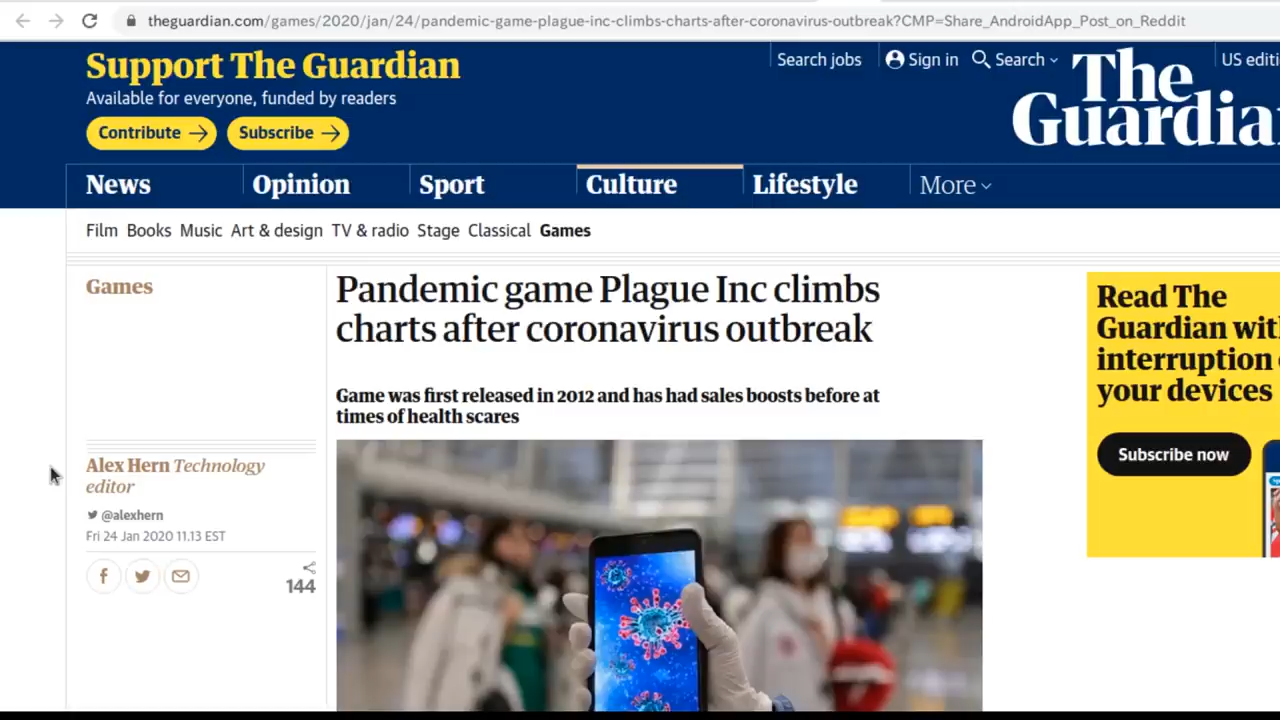 theguardian.com/games/2020/jan/24/pandemic-game-plague-inc-climbs-charts-after-coronavirus-outbreak?CMP=Share_AndroidApp_Post_on_Reddit
Support The Guardian
Available for everyone, funded by readers
Contribute
Subscribe
Search jobs
Sign in
Search
The
Guardia
US editi
News
Opinion
Sport
Culture
Lifestyle
More
Film Books Music Art & design TV & radio Stage Classical Games
Games
Pandemic game Plague Inc climbs
charts after coronavirus outbreak
Game was first released in 2012 and has had sales boosts before at
times of health scares
Alex Hern Technology
editor
@alexhern
Fri 24 Jan 2020 11.13 EST
144
Read The
Guardian wit
interruption
your devices
Subscribe now